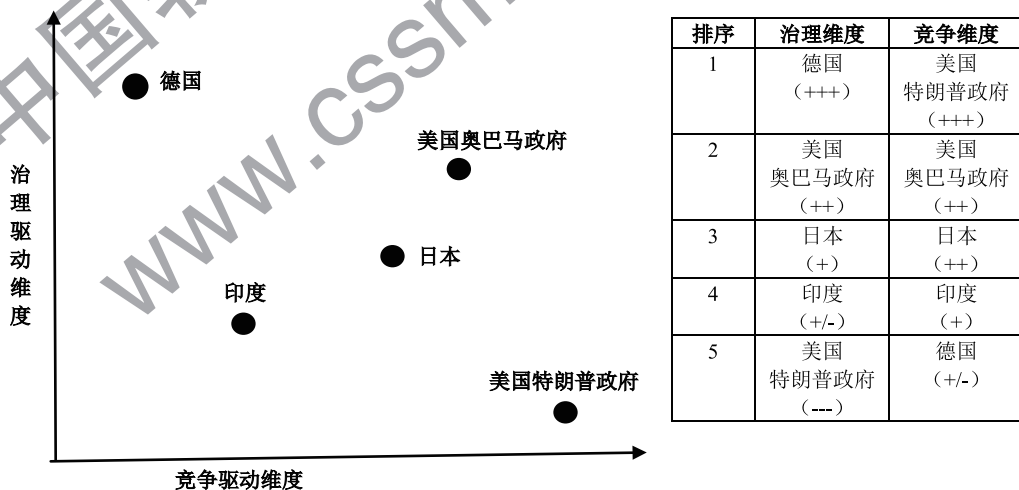 中国
www.cssn
德国
美国奥巴马政府
日本
印度
美国特朗普政府
治
理
驱
动
维
度
竞争驱动维度
排序 治理维度 竞争维度
1 德国 美国
（+++） 特朗普政府
（+++）
2 美国 美国
奥巴马政府 奥巴马政府
（++） （++）
3 日本 日本
（+） （++）
4 印度 印度
（+/-） （+）
5 美国 德国
特朗普政府 （+/-）
（---）